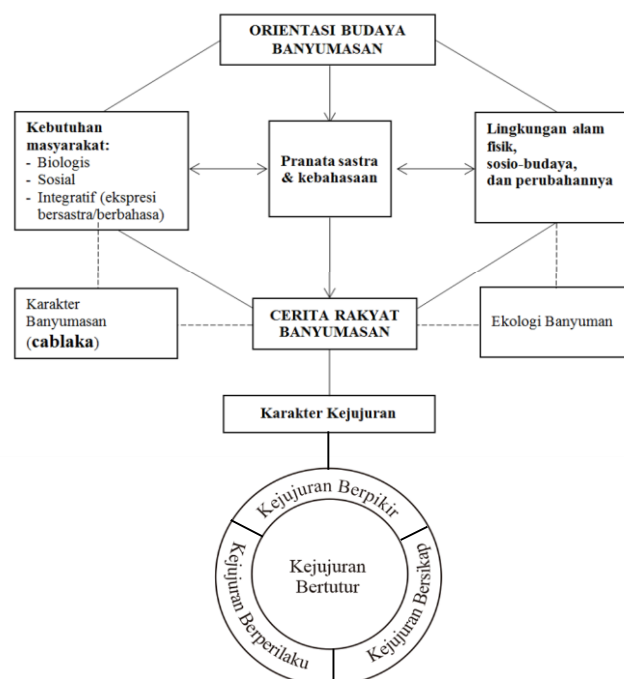 ORIENTASI BUDAYA
BANYUMASAN
Kebutuhan
masyarakat:
- Biologis
- Sosial
- Integratif (ekspresi
bersastra/berbahasa)
Pranata sastra
& kebahasaan
Lingkungan alam
fisik,
sosio-budaya,
dan perubahannya
Karakter
Banyumasan
(cablaka)
CERITA RAKYAT
BANYUMASAN
Ekologi Banyuman
Karakter Kejujuran
Kejujuran Berpikir
Kejujuran Berperilaku
Kejujuran Bersikap
Kejujuran
Bertutur